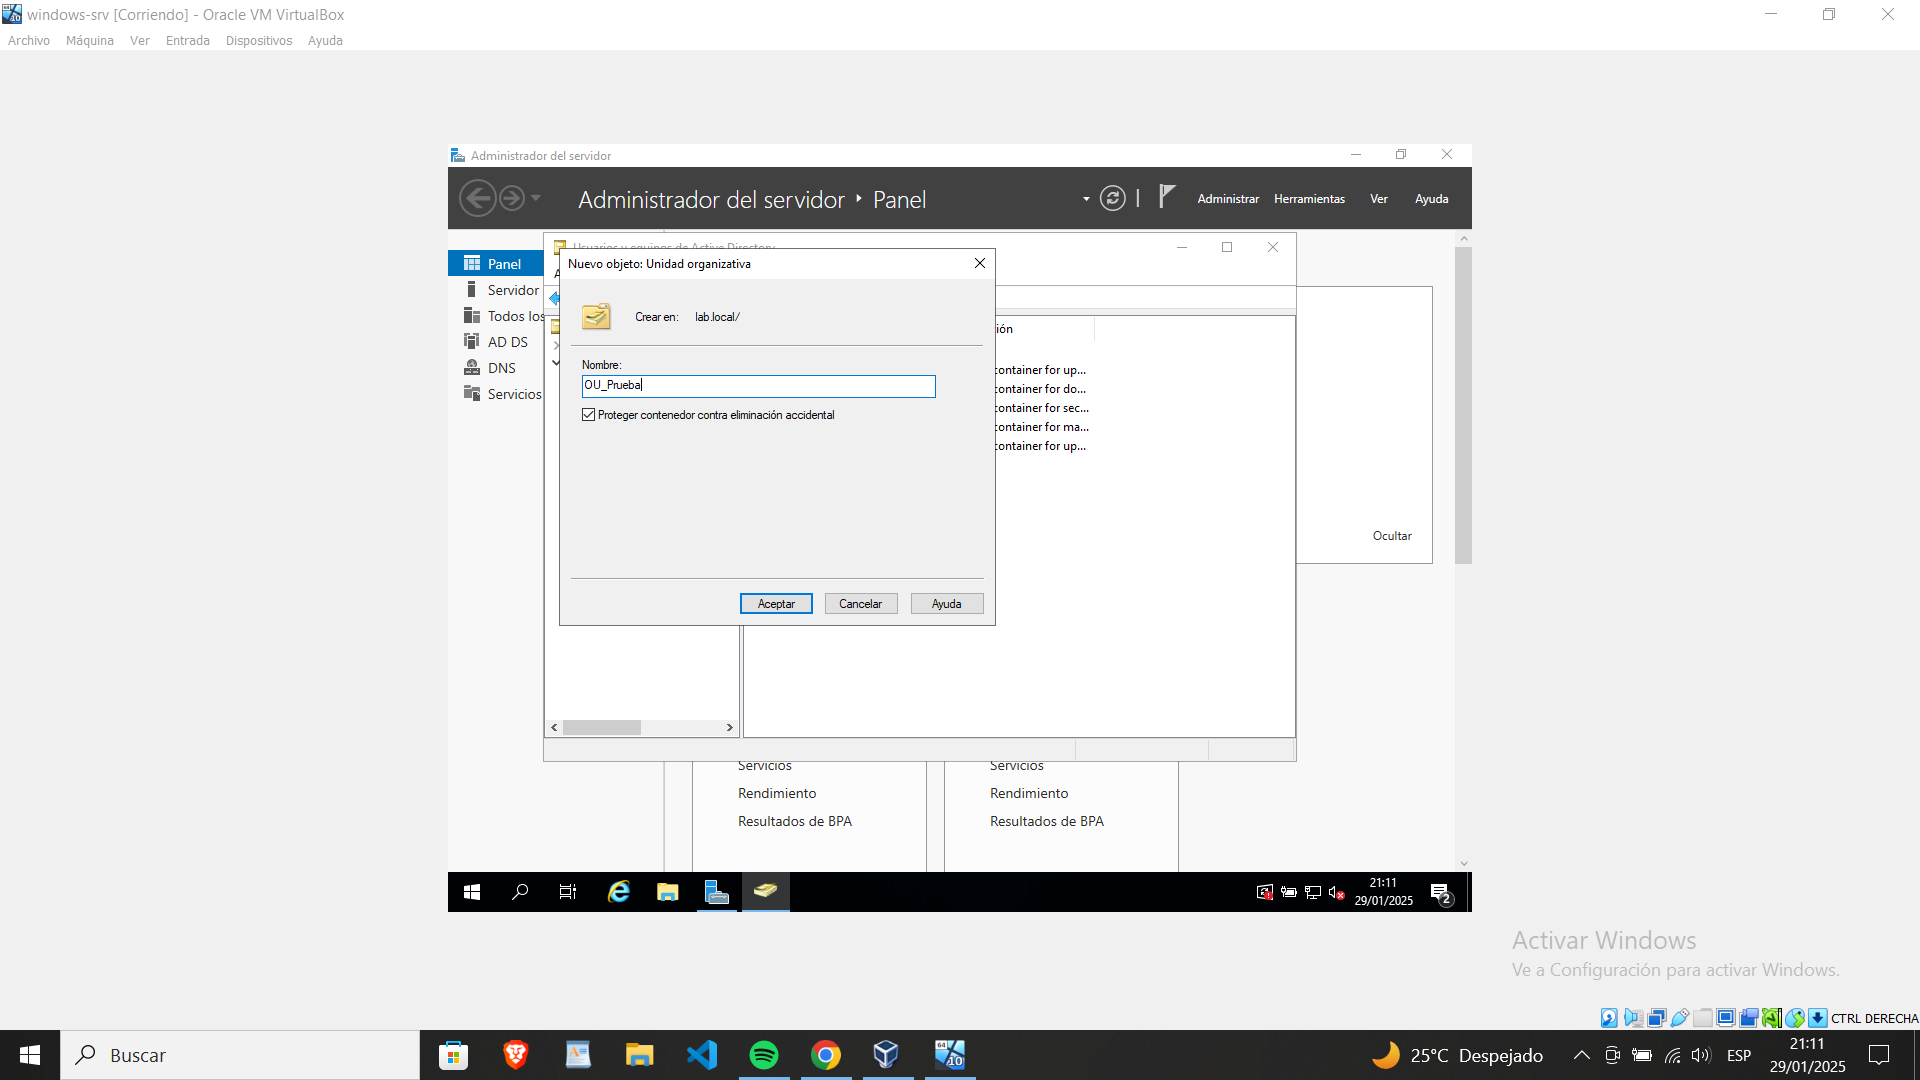 windows-srv [Corriendo] - Oracle VM VirtualBox
Archivo Máquina Ver Entrada Dispositivos Ayuda
Administrador del servidor
Administrador del servidor ‣ Panel
Administrar Herramientas Ver Ayuda
Usuarios y equipos de Active Directory
Panel
Servidor
Todos los
AD DS
DNS
Servicios
Nuevo objeto: Unidad organizativa
Crear en: lab.local/
Nombre:
OU_Prueba
Proteger contenedor contra eliminación accidental
Aceptar Cancelar Ayuda
ión
container for up...
container for do...
container for sec...
container for ma...
container for up...
Ocultar
Servicios
Rendimiento
Resultados de BPA
Servicios
Rendimiento
Resultados de BPA
21:11
29/01/2025
2
Activar Windows
Ve a Configuración para activar Windows.
CTRL DERECHA
Buscar
64
10
25°C Despejado
ESP
21:11
29/01/2025